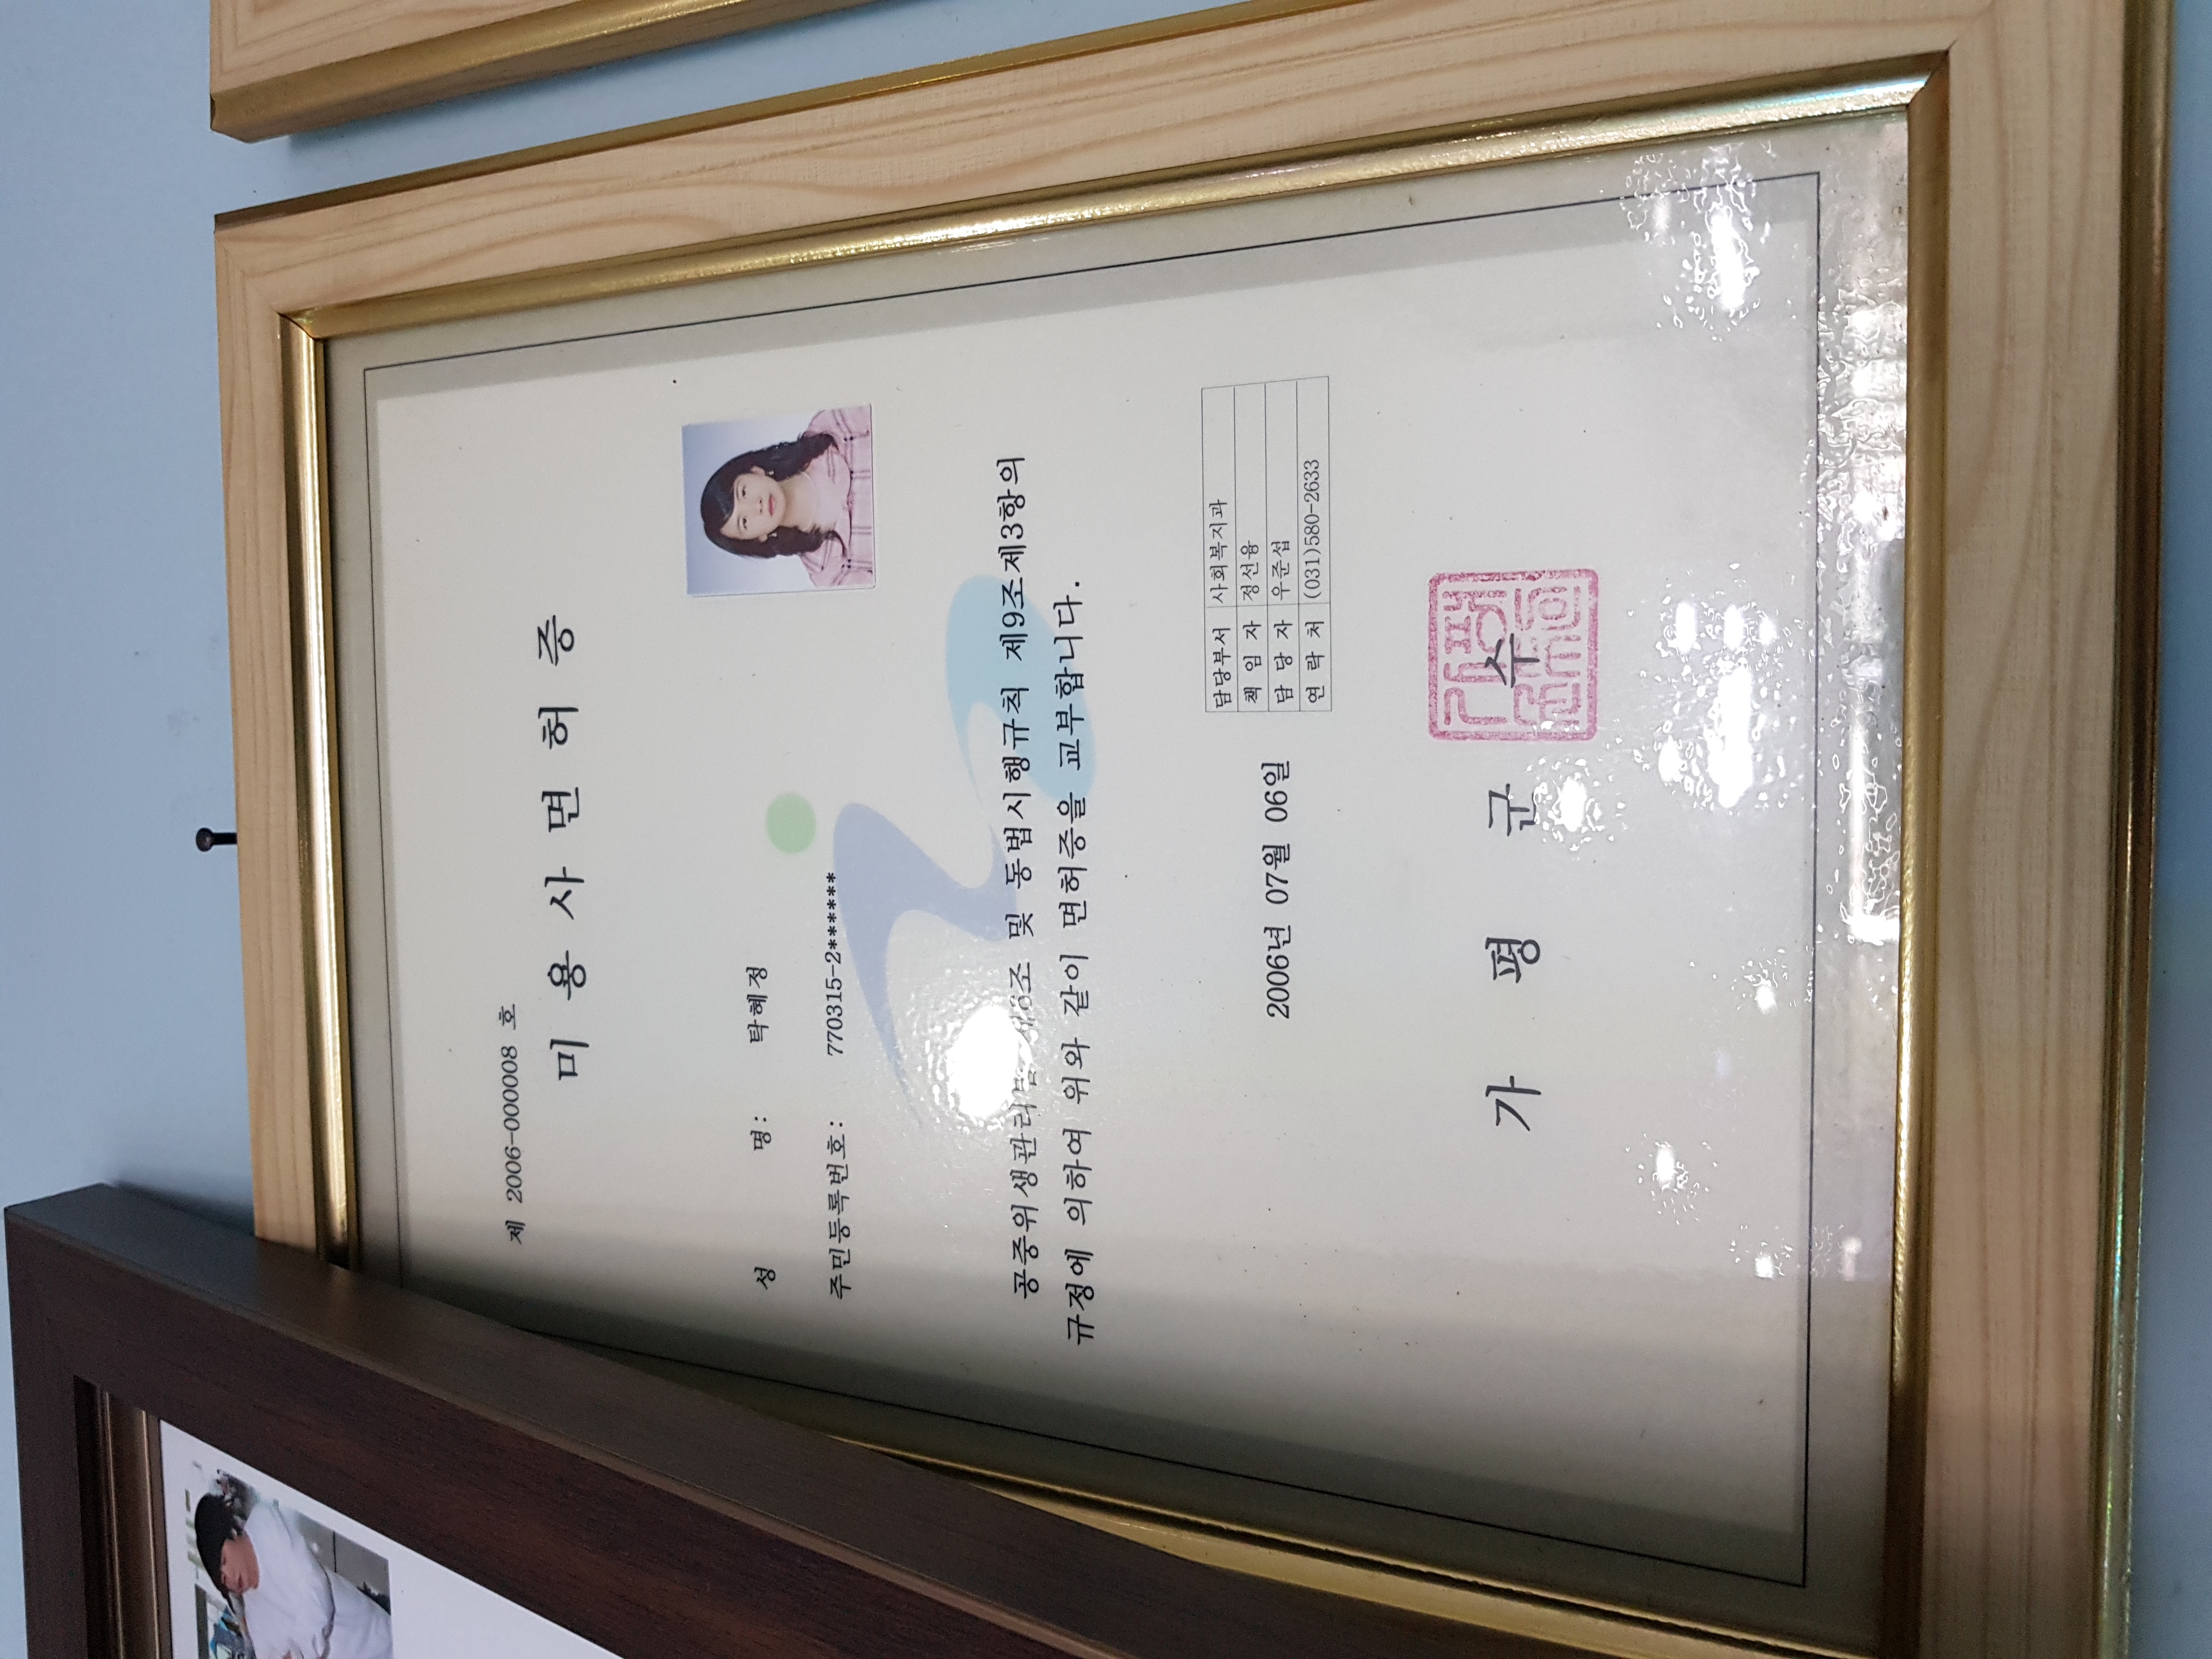 제 2006-000008 호
미 용 사 면 허 증
성 명: 탁혜정
주민등록번호: 770315-2******
공중위생관리법 제6조 및 동법시행규칙 제9조제3항의
규정에 의하여 위와 같이 면허증을 교부합니다.
담당부서 사회복지과
책 임 자 정선용
담 당 자 우준섭
연 락 처 (031)580-2633
2006년 07월 06일
가 평 군 수